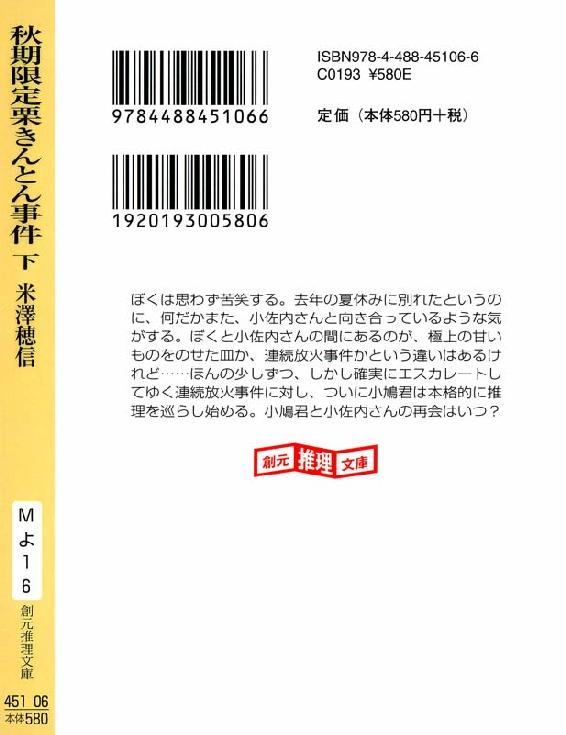 秋期限定栗きんとん事件 下 米澤穂信
Mよ16
創元推理文庫
451 06
本体580
9784488451066
1920193005806
ISBN978-4-488-45106-6
C0193 ¥580E
定価（本体580円＋税）
ぼくは思わず苦笑する。去年の夏休みに別れたというの
に、何だかまた、小佐内さんと向き合っているような気
がする。ぼくと小佐内さんの間にあるのが、極上の甘い
ものをのせた皿か、連続放火事件かという違いはあるけ
れど……ほんの少しずつ、しかし確実にエスカレートし
てゆく連続放火事件に対し、ついに小鳩君は本格的に推
理を巡らし始める。小鳩君と小佐内さんの再会はいつ？
創元推理文庫